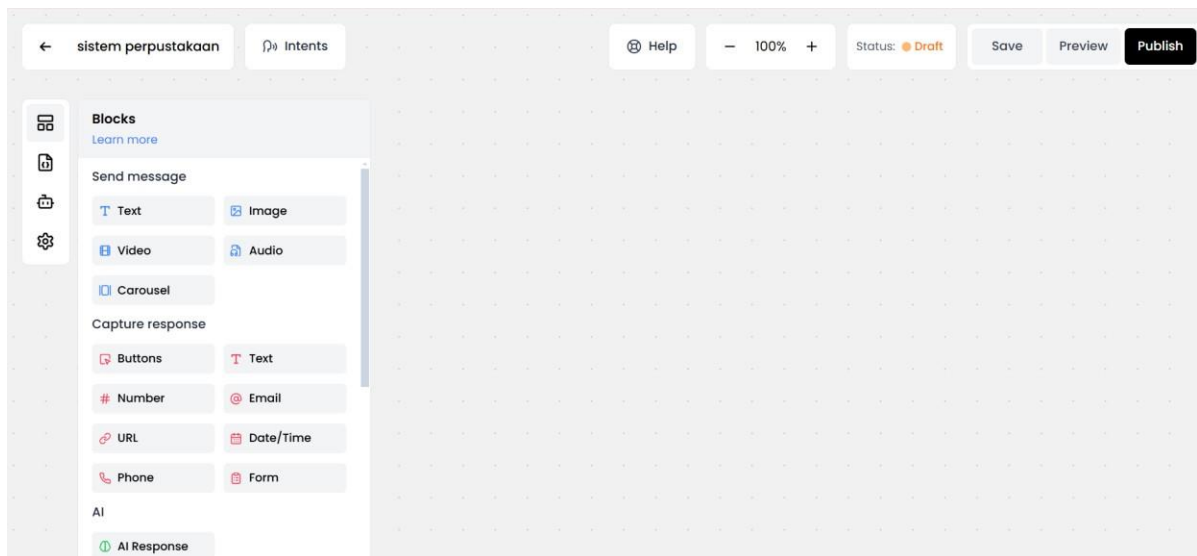 sistem perpustakaan
Intents
Help
− 100% +
Status: Draft
Save
Preview
Publish
Blocks
Learn more
Send message
Text
Image
Video
Audio
Carousel
Capture response
Buttons
Text
Number
Email
URL
Date/Time
Phone
Form
AI
AI Response